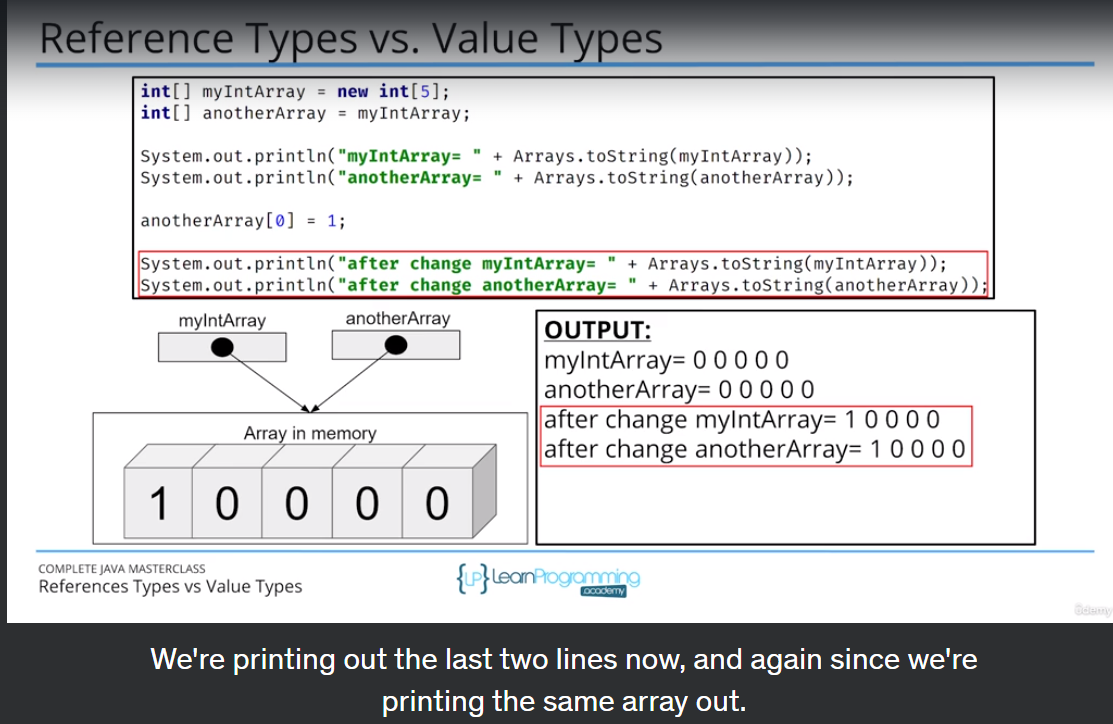 Reference Types vs. Value Types
int[] myIntArray = new int[5];
int[] anotherArray = myIntArray;
System.out.println("myIntArray= " + Arrays.toString(myIntArray));
System.out.println("anotherArray= " + Arrays.toString(anotherArray));
anotherArray[0] = 1;
System.out.println("after change myIntArray= " + Arrays.toString(myIntArray));
System.out.println("after change anotherArray= " + Arrays.toString(anotherArray));
myIntArray
anotherArray
Array in memory
1 0 0 0 0
OUTPUT:
myIntArray= 0 0 0 0 0
anotherArray= 0 0 0 0 0
after change myIntArray= 1 0 0 0 0
after change anotherArray= 1 0 0 0 0
COMPLETE JAVA MASTERCLASS
References Types vs Value Types
{LP} LearnProgramming
academy
ûdemy
We're printing out the last two lines now, and again since we're
printing the same array out.